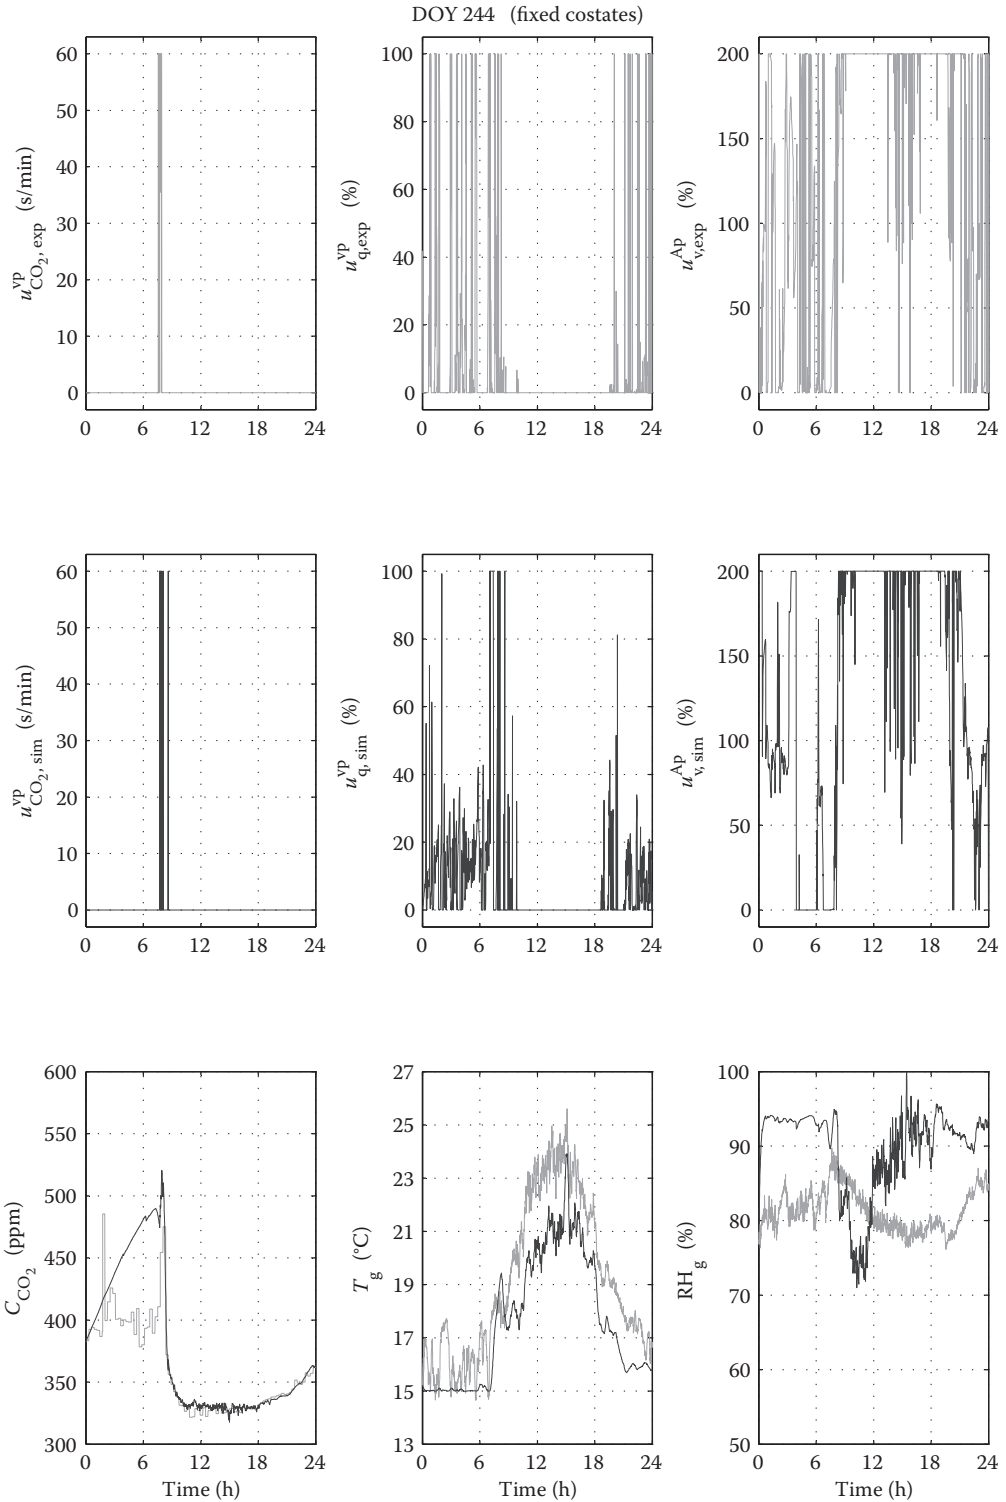 DOY 244 (fixed costates)
u^vp_CO2, exp (s/min)
60
50
40
30
20
10
0
0 6 12 18 24
u^vp_q,exp (%)
100
80
60
40
20
0
0 6 12 18 24
u^Ap_v,exp (%)
200
150
100
50
0
0 6 12 18 24
u^vp_CO2, sim (s/min)
60
50
40
30
20
10
0
0 6 12 18 24
u^vp_q, sim (%)
100
80
60
40
20
0
0 6 12 18 24
u^Ap_v, sim (%)
200
150
100
50
0
0 6 12 18 24
C_CO2 (ppm)
600
550
500
450
400
350
300
0 6 12 18 24
Time (h)
T_g (°C)
27
25
23
21
19
17
15
13
0 6 12 18 24
Time (h)
RH_g (%)
100
90
80
70
60
50
0 6 12 18 24
Time (h)